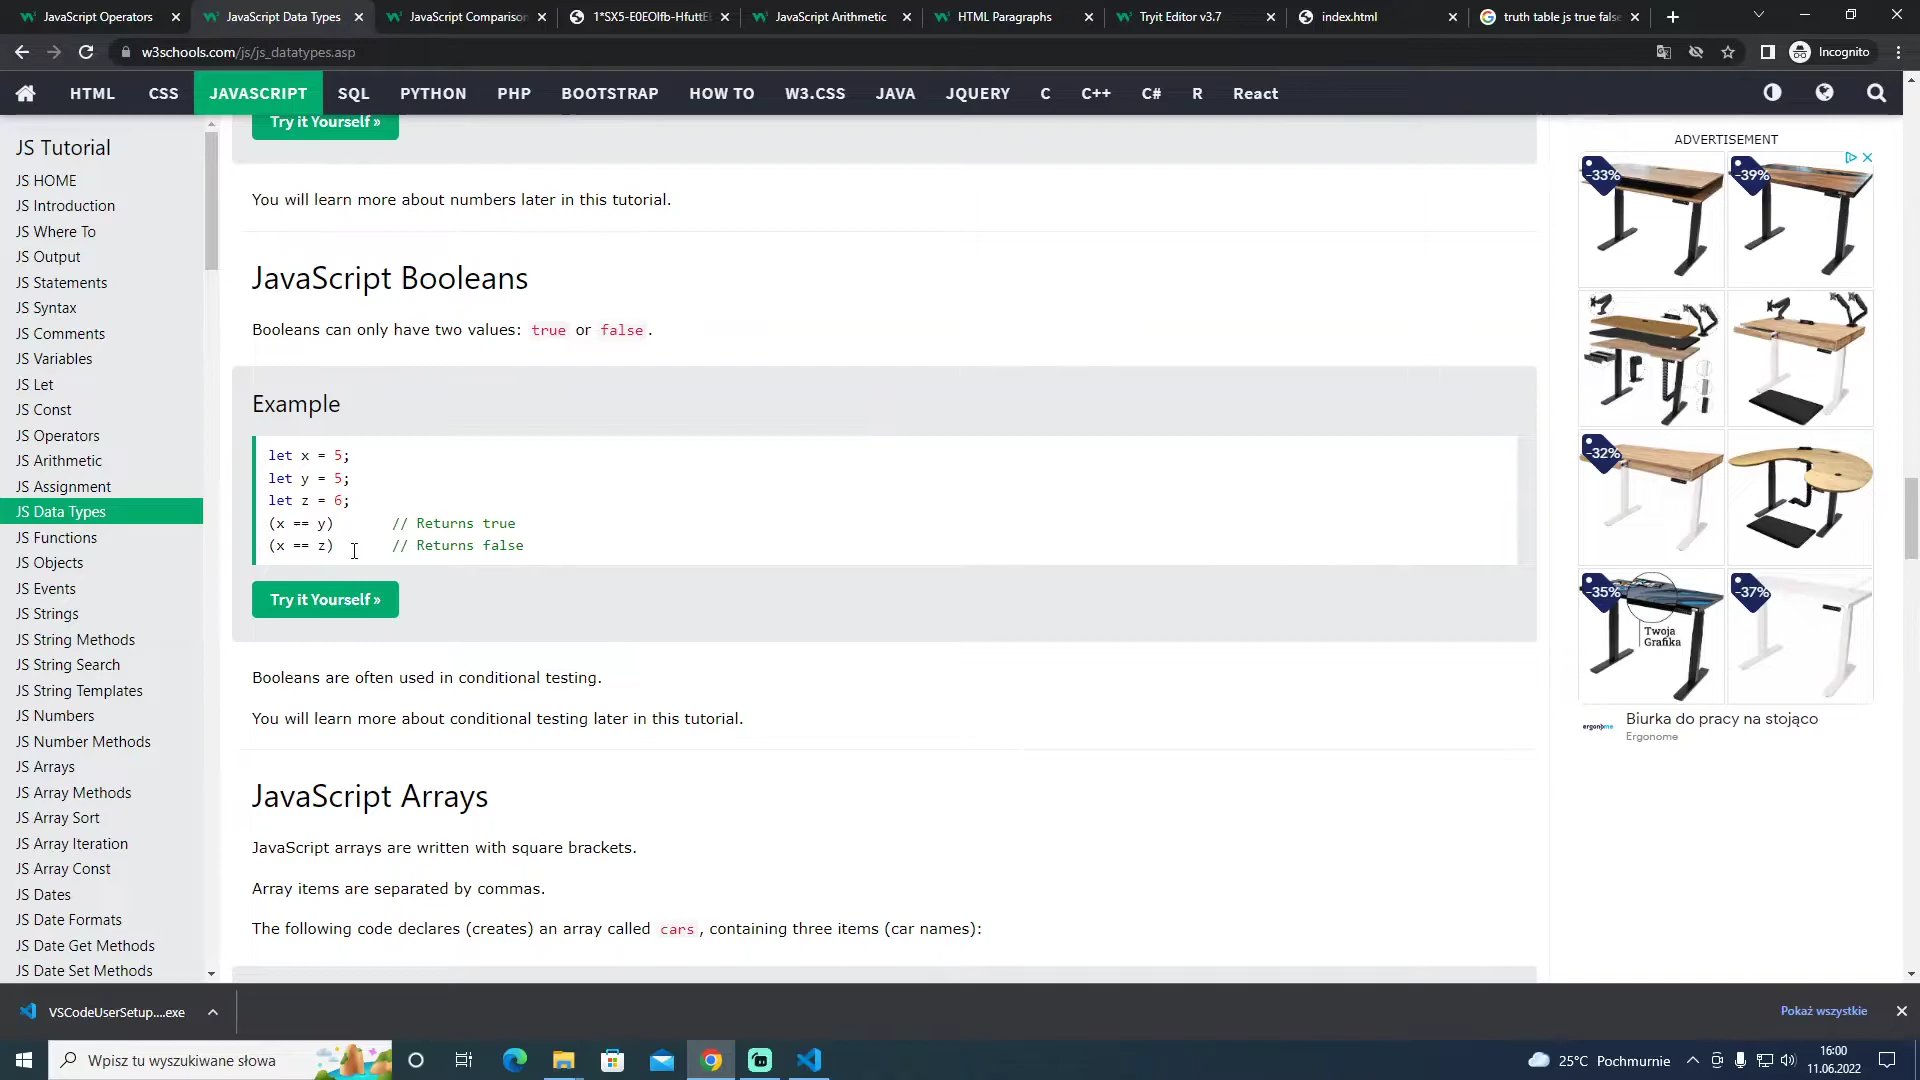 JavaScript Operators
JavaScript Data Types
JavaScript Comparison
1*SX5-E0EOIfb-HfuttE
JavaScript Arithmetic
HTML Paragraphs
Tryit Editor v3.7
index.html
truth table js true false
w3schools.com/js/js_datatypes.asp
Incognito
HTML
CSS
JAVASCRIPT
SQL
PYTHON
PHP
BOOTSTRAP
HOW TO
W3.CSS
JAVA
JQUERY
C
C++
C#
R
React
JS Tutorial
JS HOME
JS Introduction
JS Where To
JS Output
JS Statements
JS Syntax
JS Comments
JS Variables
JS Let
JS Const
JS Operators
JS Arithmetic
JS Assignment
JS Data Types
JS Functions
JS Objects
JS Events
JS Strings
JS String Methods
JS String Search
JS String Templates
JS Numbers
JS Number Methods
JS Arrays
JS Array Methods
JS Array Sort
JS Array Iteration
JS Array Const
JS Dates
JS Date Formats
JS Date Get Methods
JS Date Set Methods
Try it Yourself »
You will learn more about numbers later in this tutorial.
JavaScript Booleans
Booleans can only have two values: true or false.
Example
let x = 5;
let y = 5;
let z = 6;
(x == y)       // Returns true
(x == z)       // Returns false
Try it Yourself »
Booleans are often used in conditional testing.
You will learn more about conditional testing later in this tutorial.
JavaScript Arrays
JavaScript arrays are written with square brackets.
Array items are separated by commas.
The following code declares (creates) an array called cars, containing three items (car names):
ADVERTISEMENT
-33%
-39%
-32%
-35%
Twoja
Grafika
-37%
ergonome
Biurka do pracy na stojąco
Ergonome
VSCodeUserSetup....exe
Pokaż wszystkie
Wpisz tu wyszukiwane słowa
25°C Pochmurnie
16:00
11.06.2022